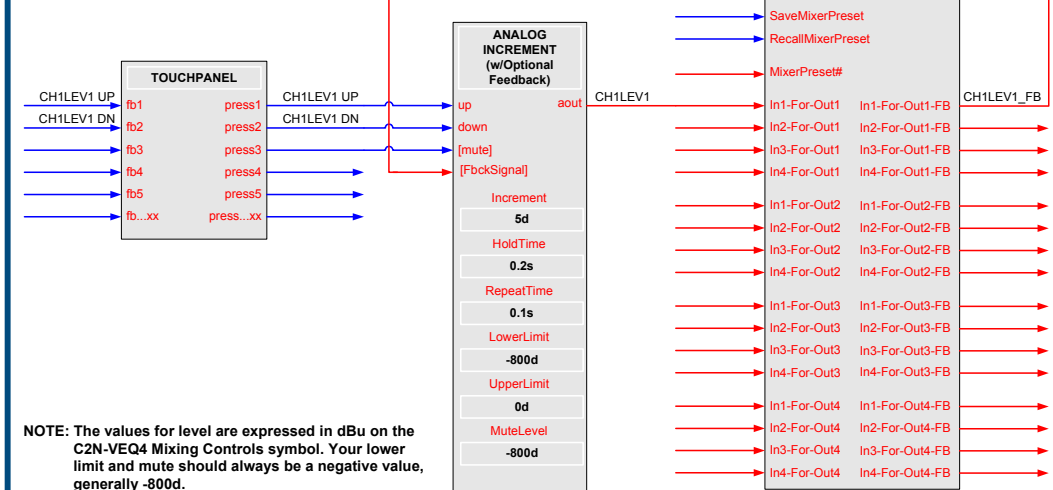 SaveMixerPreset
RecallMixerPreset
MixerPreset#
ANALOG
INCREMENT
(w/Optional
Feedback)
TOUCHPANEL
CH1LEV1 UP fb1 press1 CH1LEV1 UP up aout CH1LEV1 In1-For-Out1 In1-For-Out1-FB CH1LEV1_FB
CH1LEV1 DN fb2 press2 CH1LEV1 DN down In2-For-Out1 In2-For-Out1-FB
fb3 press3 [mute] In3-For-Out1 In3-For-Out1-FB
fb4 press4 [FbckSignal] In4-For-Out1 In4-For-Out1-FB
fb5 press5
fb...xx press...xx
Increment
5d
HoldTime
0.2s
RepeatTime
0.1s
LowerLimit
-800d
UpperLimit
0d
MuteLevel
-800d
In1-For-Out2 In1-For-Out2-FB
In2-For-Out2 In2-For-Out2-FB
In3-For-Out2 In3-For-Out2-FB
In4-For-Out2 In4-For-Out2-FB
In1-For-Out3 In1-For-Out3-FB
In2-For-Out3 In2-For-Out3-FB
In3-For-Out3 In3-For-Out3-FB
In4-For-Out3 In4-For-Out3-FB
In1-For-Out4 In1-For-Out4-FB
In2-For-Out4 In2-For-Out4-FB
In3-For-Out4 In3-For-Out4-FB
In4-For-Out4 In4-For-Out4-FB
NOTE: The values for level are expressed in dBu on the
C2N-VEQ4 Mixing Controls symbol. Your lower
limit and mute should always be a negative value,
generally -800d.